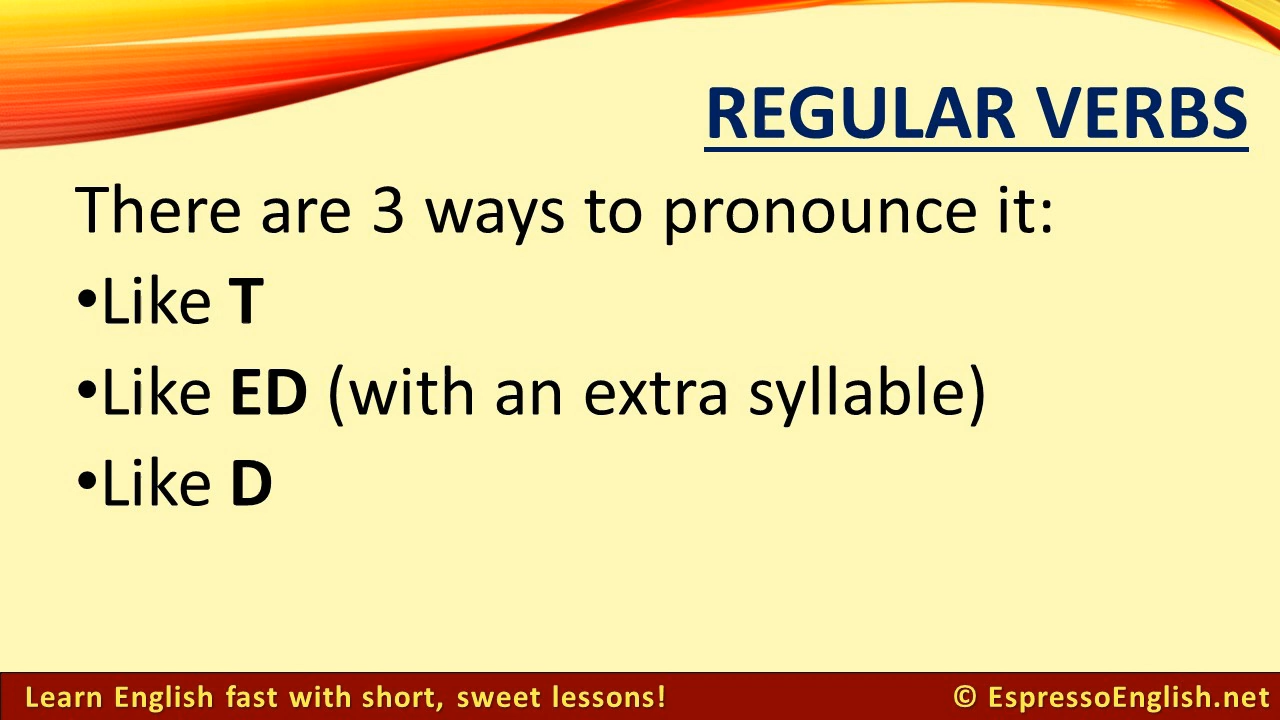 REGULAR VERBS
There are 3 ways to pronounce it:
•Like T
•Like ED (with an extra syllable)
•Like D
Learn English fast with short, sweet lessons!
© EspressoEnglish.net